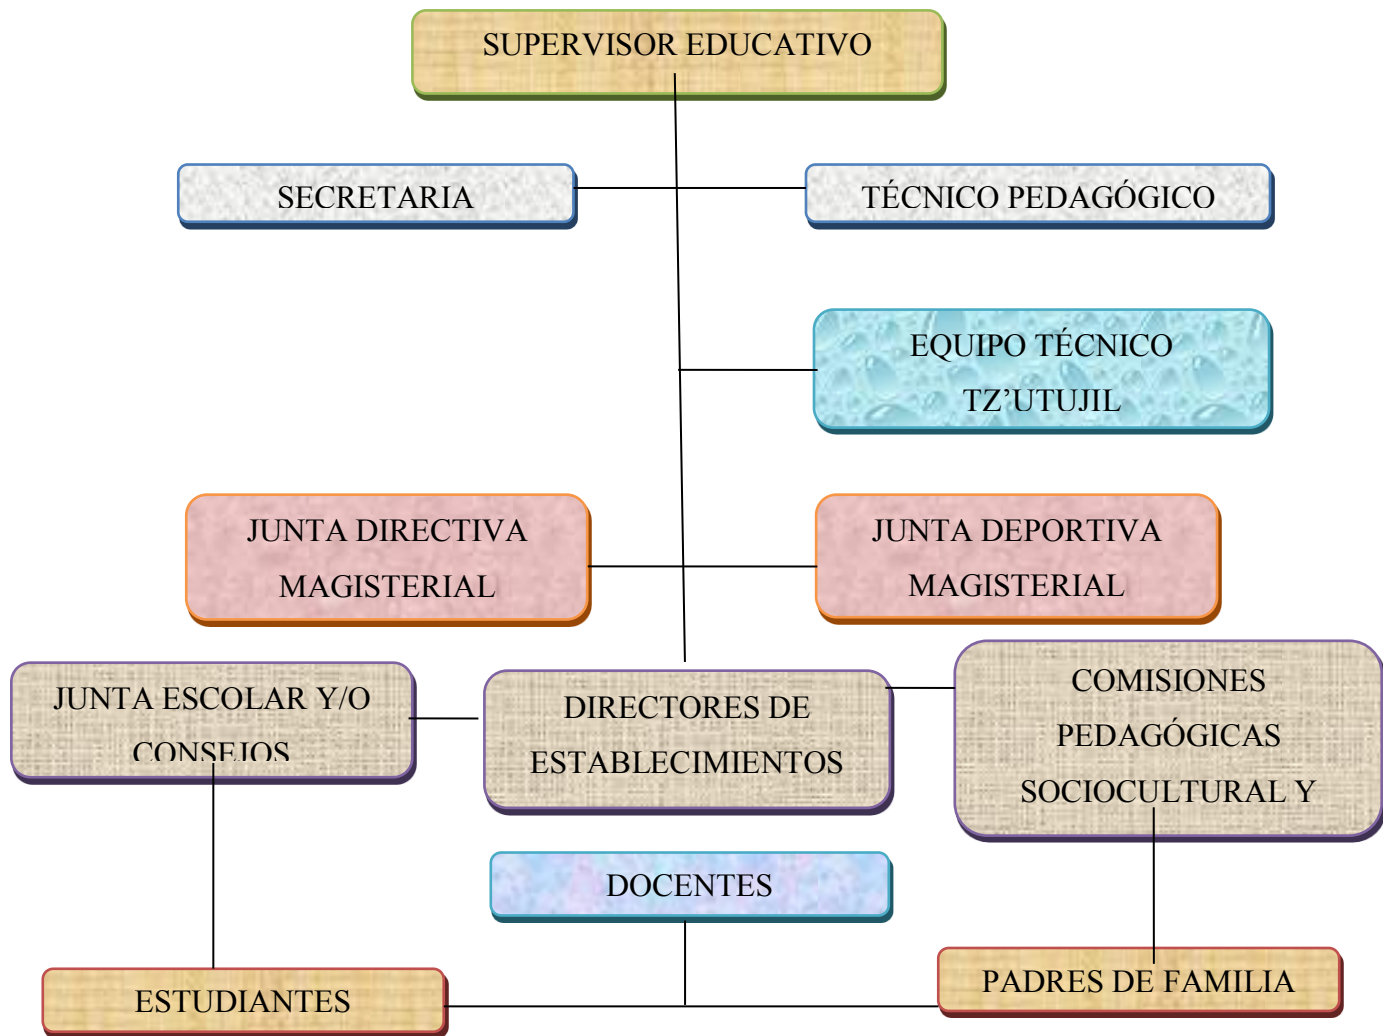 SUPERVISOR EDUCATIVO
SECRETARIA
TÉCNICO PEDAGÓGICO
EQUIPO TÉCNICO
TZ’UTUJIL
JUNTA DIRECTIVA
MAGISTERIAL
JUNTA DEPORTIVA
MAGISTERIAL
JUNTA ESCOLAR Y/O
CONSEJOS
DIRECTORES DE
ESTABLECIMIENTOS
COMISIONES
PEDAGÓGICAS
SOCIOCULTURAL Y
DOCENTES
ESTUDIANTES
PADRES DE FAMILIA